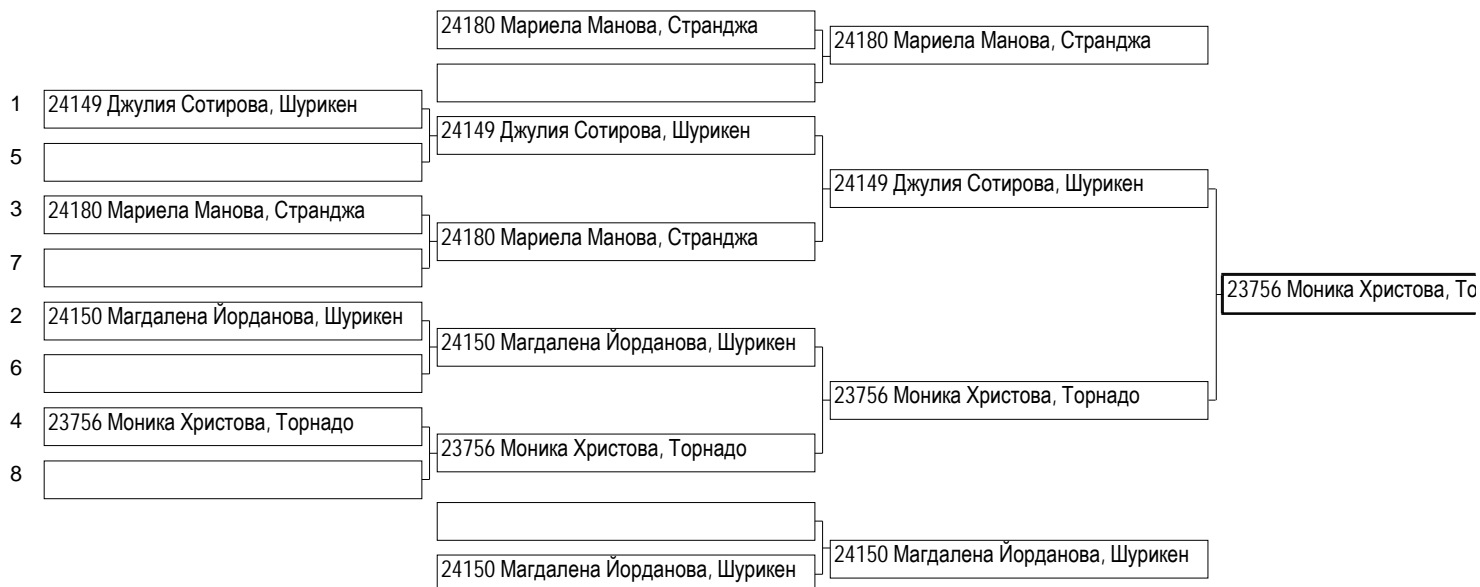 24180 Мариела Манова, Странджа
24180 Мариела Манова, Странджа
1 24149 Джулия Сотирова, Шурикен
24149 Джулия Сотирова, Шурикен
5
24149 Джулия Сотирова, Шурикен
3 24180 Мариела Манова, Странджа
24180 Мариела Манова, Странджа
7
23756 Моника Христова, То
2 24150 Магдалена Йорданова, Шурикен
24150 Магдалена Йорданова, Шурикен
6
23756 Моника Христова, Торнадо
4 23756 Моника Христова, Торнадо
23756 Моника Христова, Торнадо
8
24150 Магдалена Йорданова, Шурикен
24150 Магдалена Йорданова, Шурикен